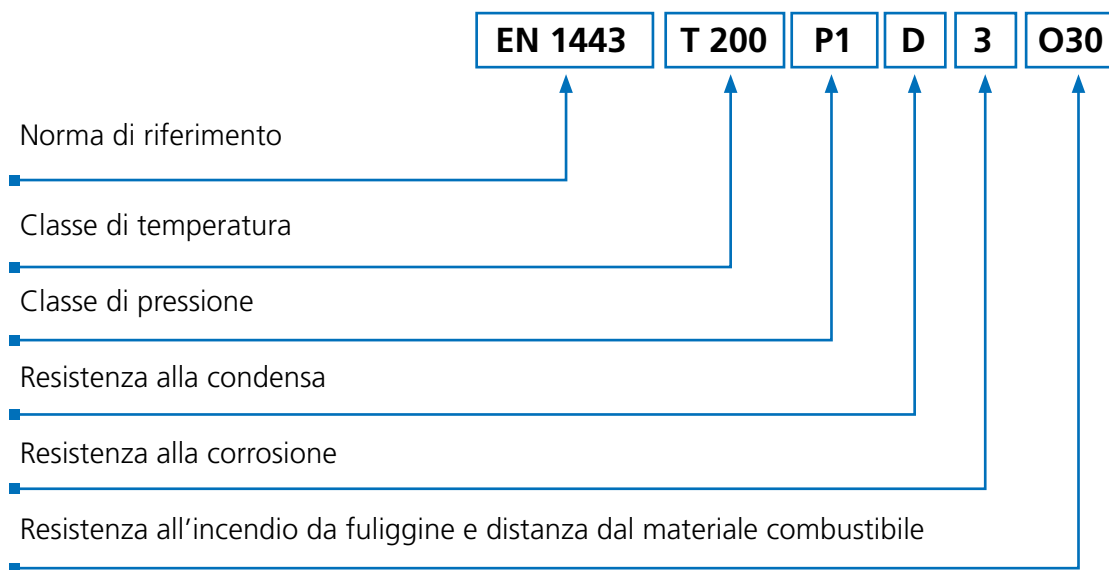 EN 1443 T 200 P1 D 3 O30
Norma di riferimento
Classe di temperatura
Classe di pressione
Resistenza alla condensa
Resistenza alla corrosione
Resistenza all’incendio da fuliggine e distanza dal materiale combustibile